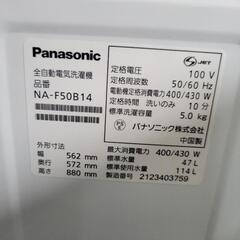 Panasonic
全自動電気洗濯機
品番
NA-F50B14
外形寸法
幅 562 mm
奥行 572 mm
高さ 880 mm
JET
定格電圧 100 V
定格周波数 50/60 Hz
電動機定格消費電力 400/430 W
定格時間 洗いのみ 10 分
標準洗濯容量 5.0 kg
パナソニック株式会社
中国製
最大消費電力 400/430 W
標準水量 47 L
標準使用水量 114 L
製造番号 2123403759